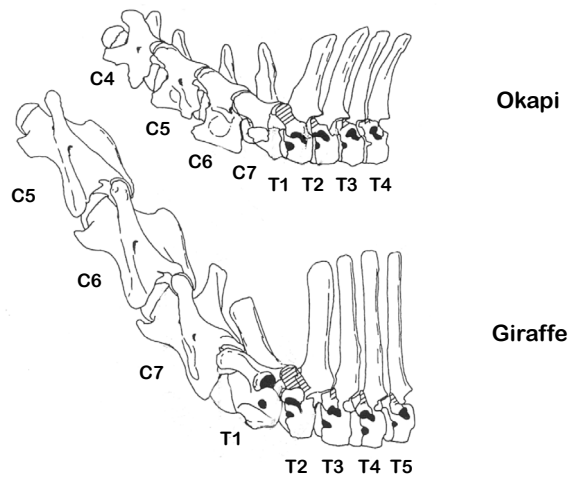 C4
C5
C6
C7
T1 T2 T3 T4
Okapi
C5
C6
C7
T1
T2 T3 T4 T5
Giraffe